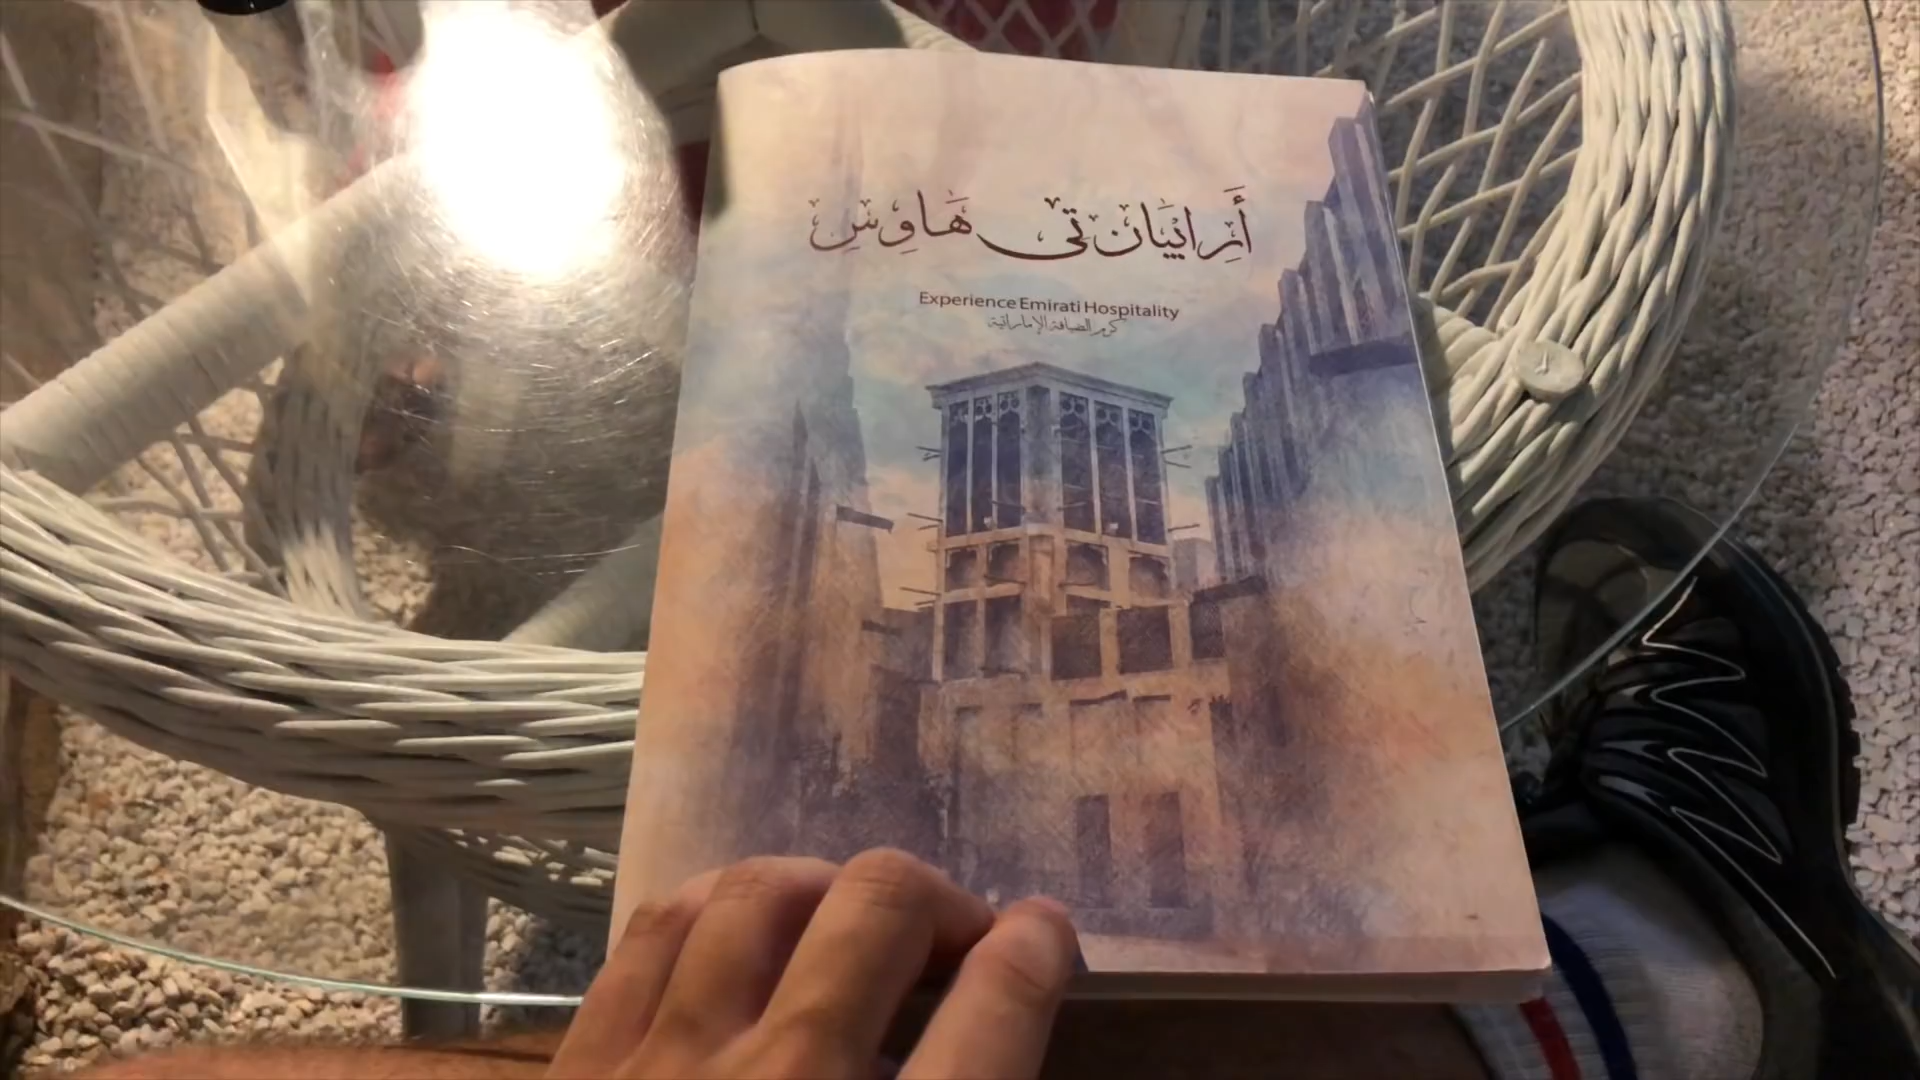 أَرِابِيَان تِي هَاوِسِ
Experience Emirati Hospitality
كرم الضيافة الإماراتية